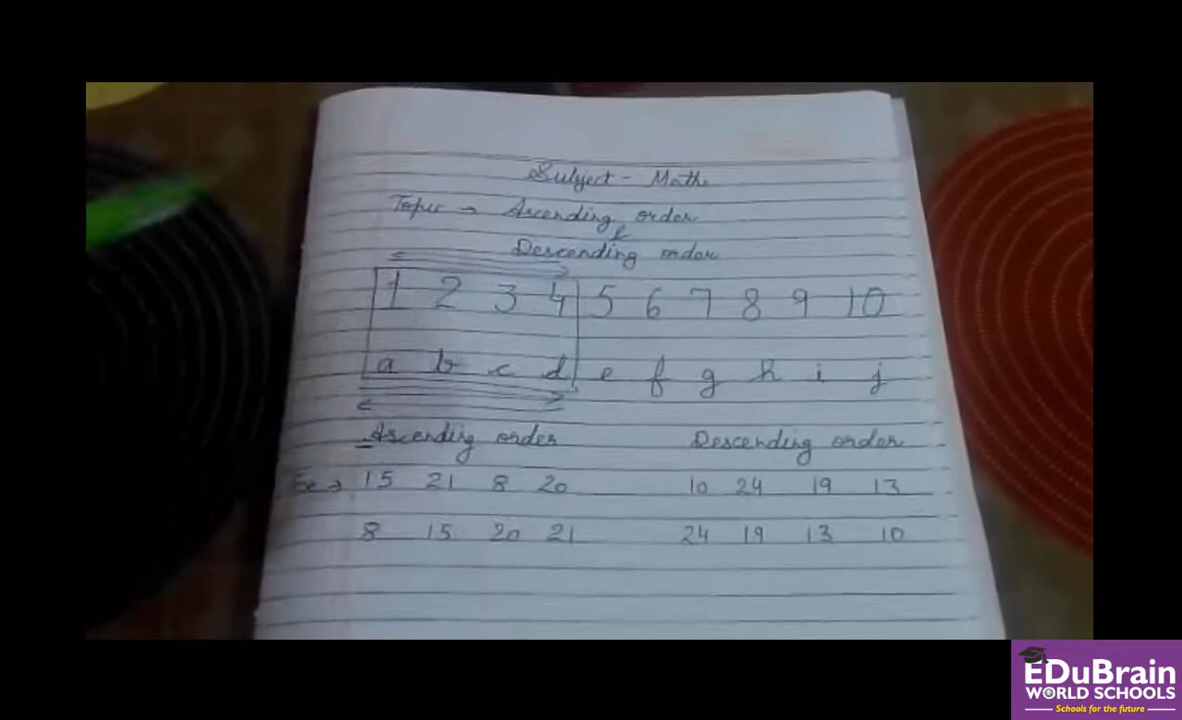 Subject - Math
Topic → Ascending order
&
Descending order
1 2 3 4 5 6 7 8 9 10
a b c d e f g h i j
Ascending order Descending order
Ex → 15 21 8 20 10 24 19 13
8 15 20 21 24 19 13 10
EDuBrain
WORLD SCHOOLS
Schools for the future